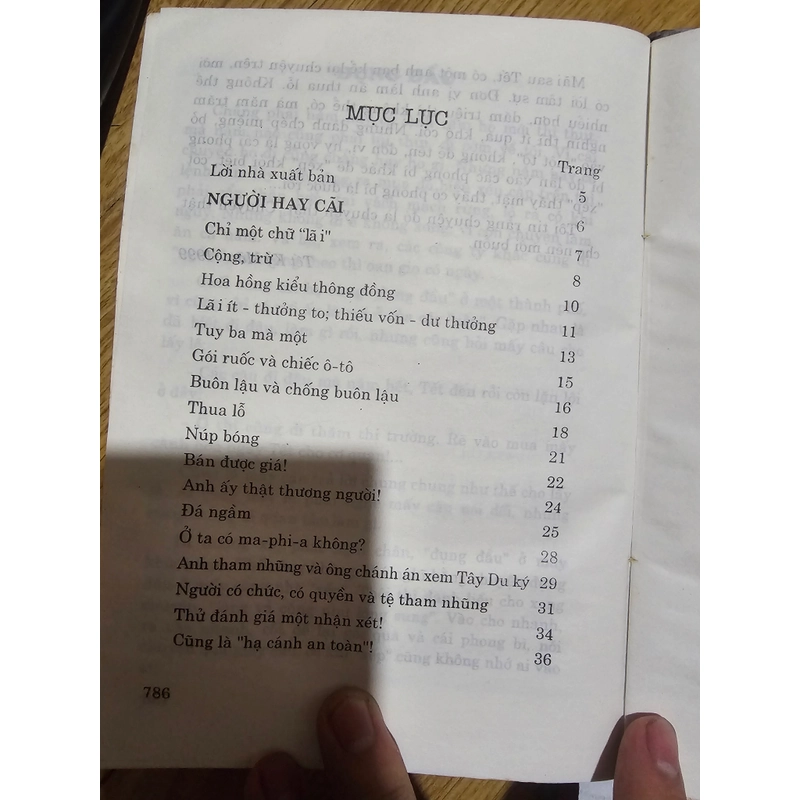 MỤC LỤC
Trang
Lời nhà xuất bản 5
NGƯỜI HAY CÃI 6
Chỉ một chữ "lãi" 7
Cộng, trừ 8
Hoa hồng kiểu thông đồng 10
Lãi ít - thưởng to; thiếu vốn - dư thưởng 11
Tuy ba mà một 13
Gói ruốc và chiếc ô-tô 15
Buôn lậu và chống buôn lậu 16
Thua lỗ 18
Núp bóng 21
Bán được giá! 22
Anh ấy thật thương người! 24
Đá ngầm 25
Ở ta có ma-phi-a không? 28
Anh tham nhũng và ông chánh án xem Tây Du ký 29
Người có chức, có quyền và tệ tham nhũng 31
Thử đánh giá một nhận xét! 34
Cũng là "hạ cánh an toàn"! 36
786